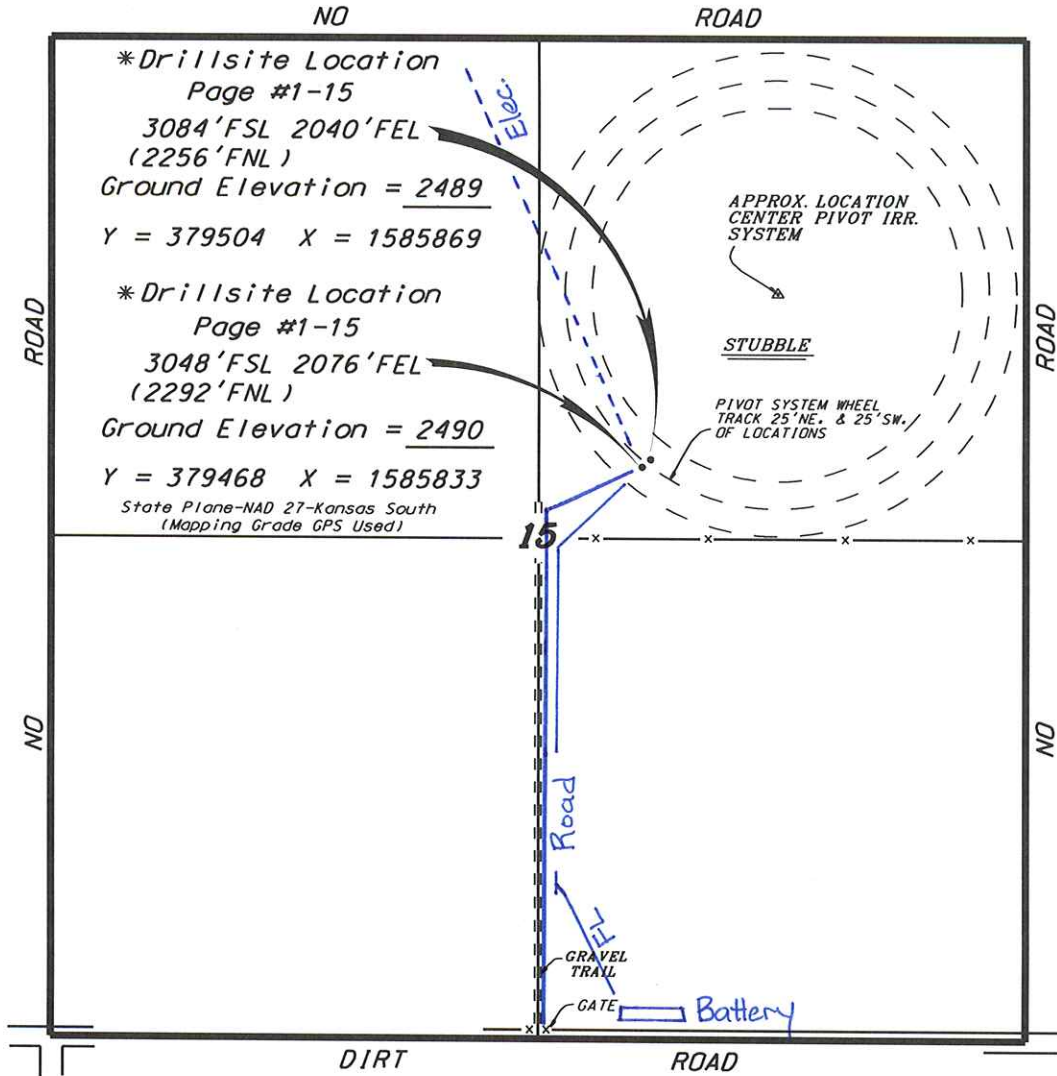 NO ROAD
*Drillsite Location
Page #1-15
3084'FSL 2040'FEL
(2256'FNL)
Ground Elevation = 2489
Y = 379504 X = 1585869
*Drillsite Location
Page #1-15
3048'FSL 2076'FEL
(2292'FNL)
Ground Elevation = 2490
Y = 379468 X = 1585833
State Plane-NAD 27-Kansas South
(Mapping Grade GPS Used)
Elec.
APPROX. LOCATION
CENTER PIVOT IRR.
SYSTEM
STUBBLE
PIVOT SYSTEM WHEEL
TRACK 25'NE. & 25'SW.
OF LOCATIONS
ROAD
ROAD
15
NO
NO
Road
FL
GRAVEL
TRAIL
GATE
Battery
DIRT ROAD